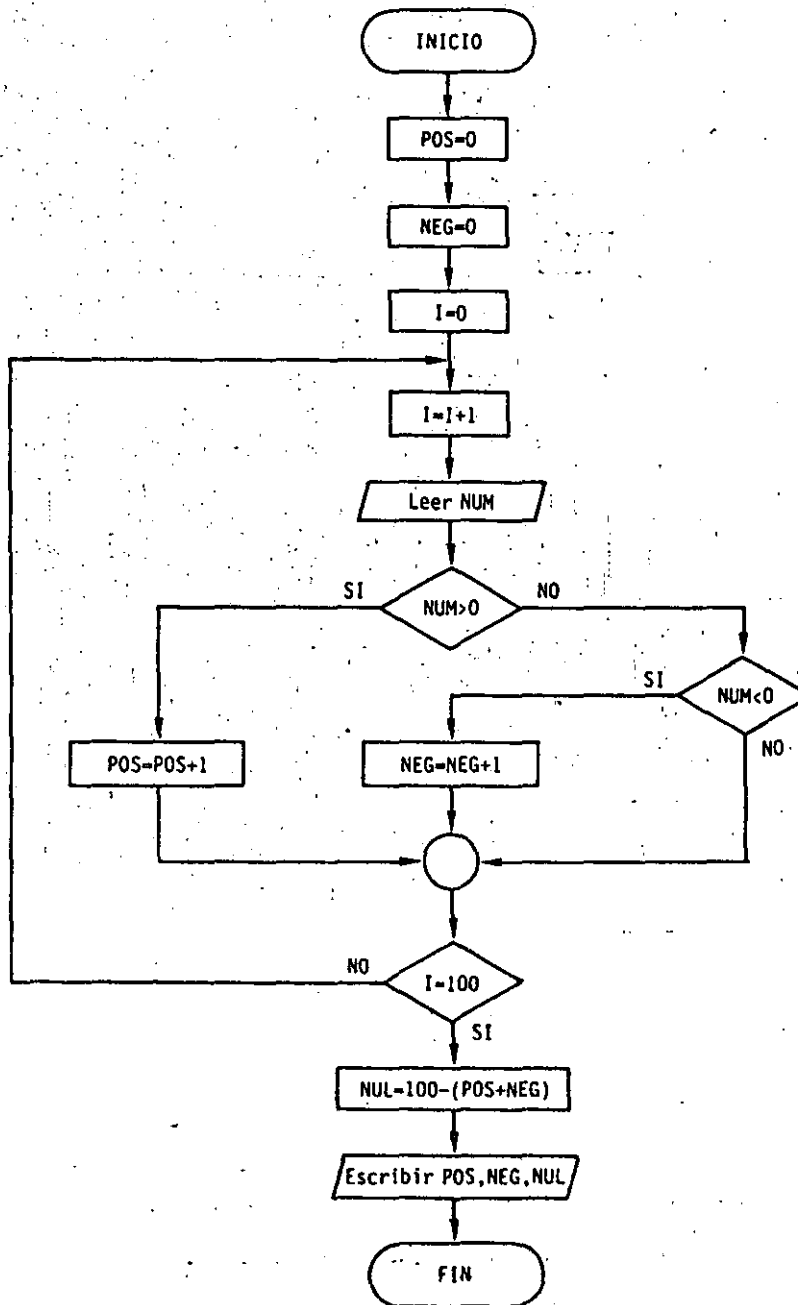 INICIO
POS=0
NEG=0
I=0
I=I+1
Leer NUM
SI
NUM>0
NO
SI
NUM<0
NO
POS=POS+1
NEG=NEG+1
NO
I=100
SI
NUL=100-(POS+NEG)
Escribir POS,NEG,NUL
FIN